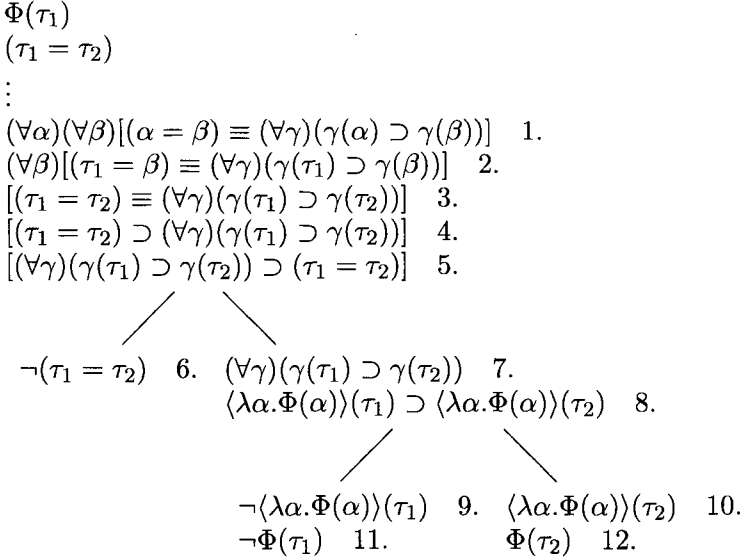 Φ(τ₁)
(τ₁ = τ₂)
⋮
(∀α)(∀β)[(α = β) ≡ (∀γ)(γ(α) ⊃ γ(β))] 1.
(∀β)[(τ₁ = β) ≡ (∀γ)(γ(τ₁) ⊃ γ(β))] 2.
[(τ₁ = τ₂) ≡ (∀γ)(γ(τ₁) ⊃ γ(τ₂))] 3.
[(τ₁ = τ₂) ⊃ (∀γ)(γ(τ₁) ⊃ γ(τ₂))] 4.
[(∀γ)(γ(τ₁) ⊃ γ(τ₂)) ⊃ (τ₁ = τ₂)] 5.
¬(τ₁ = τ₂) 6. (∀γ)(γ(τ₁) ⊃ γ(τ₂)) 7.
⟨λα.Φ(α)⟩(τ₁) ⊃ ⟨λα.Φ(α)⟩(τ₂) 8.
¬⟨λα.Φ(α)⟩(τ₁) 9. ⟨λα.Φ(α)⟩(τ₂) 10.
¬Φ(τ₁) 11. Φ(τ₂) 12.